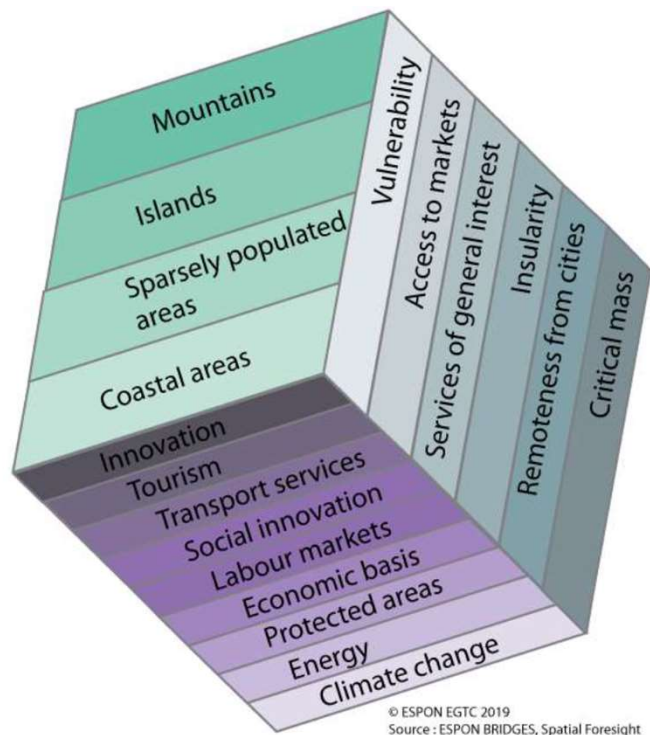 Mountains
Islands
Sparsely populated
areas
Coastal areas
Vulnerability
Access to markets
Services of general interest
Insularity
Remoteness from cities
Critical mass
Innovation
Tourism
Transport services
Social innovation
Labour markets
Economic basis
Protected areas
Energy
Climate change
© ESPON EGTC 2019
Source : ESPON BRIDGES, Spatial Foresight